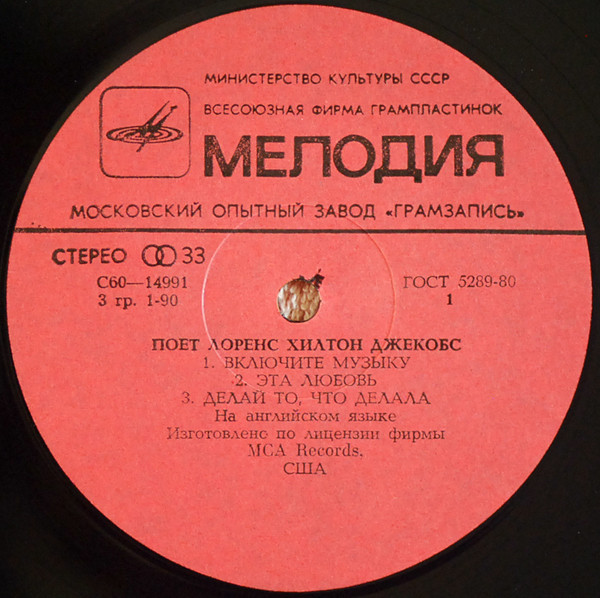 МИНИСТЕРСТВО КУЛЬТУРЫ СССР
ВСЕСОЮЗНАЯ ФИРМА ГРАМПЛАСТИНОК
МЕЛОДИЯ
МОСКОВСКИЙ ОПЫТНЫЙ ЗАВОД «ГРАМЗАПИСЬ»
СТЕРЕО 33
С60—14991 ГОСТ 5289-80
3 гр. 1-90 1
ПОЕТ ЛОРЕНС ХИЛТОН ДЖЕКОБС
1. ВКЛЮЧИТЕ МУЗЫКУ
2. ЭТА ЛЮБОВЬ
3. ДЕЛАЙ ТО, ЧТО ДЕЛАЛА
На английском языке
Изготовлено по лицензии фирмы
MCA Records.
США